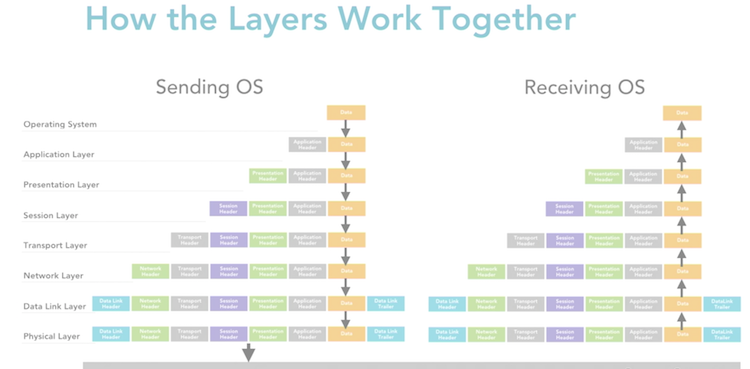 How the Layers Work Together
Sending OS
Receiving OS
Operating System
Data
Data
Application Layer
Application
Header
Data
Application
Header
Data
Presentation Layer
Presentation
Header
Application
Header
Data
Presentation
Header
Application
Header
Data
Session Layer
Session
Header
Presentation
Header
Application
Header
Data
Session
Header
Presentation
Header
Application
Header
Data
Transport Layer
Transport
Header
Session
Header
Presentation
Header
Application
Header
Data
Transport
Header
Session
Header
Presentation
Header
Application
Header
Data
Network Layer
Network
Header
Transport
Header
Session
Header
Presentation
Header
Application
Header
Data
Network
Header
Transport
Header
Session
Header
Presentation
Header
Application
Header
Data
Data Link Layer
Data Link
Header
Network
Header
Transport
Header
Session
Header
Presentation
Header
Application
Header
Data
Data Link
Trailer
Data Link
Header
Network
Header
Transport
Header
Session
Header
Presentation
Header
Application
Header
Data
DataLink
Trailer
Physical Layer
Data Link
Header
Network
Header
Transport
Header
Session
Header
Presentation
Header
Application
Header
Data
Data Link
Trailer
Data Link
Header
Network
Header
Transport
Header
Session
Header
Presentation
Header
Application
Header
Data
DataLink
Trailer